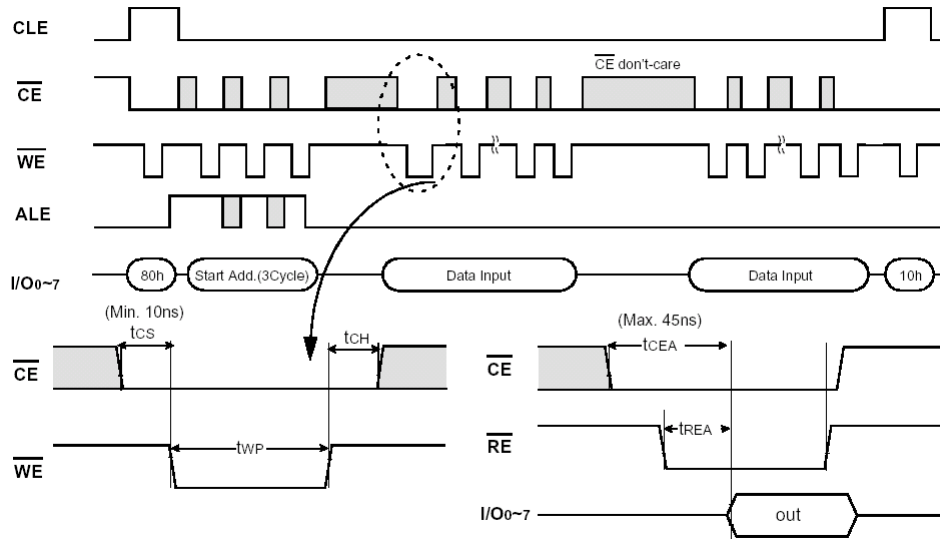 CLE
CE don't-care
CE
WE
ALE
I/O0~7 80h Start Add.(3Cycle) Data Input Data Input 10h
(Min. 10ns)
tCS tCH
CE
tWP
WE
(Max. 45ns)
tCEA
CE
tREA
RE
I/O0~7 out